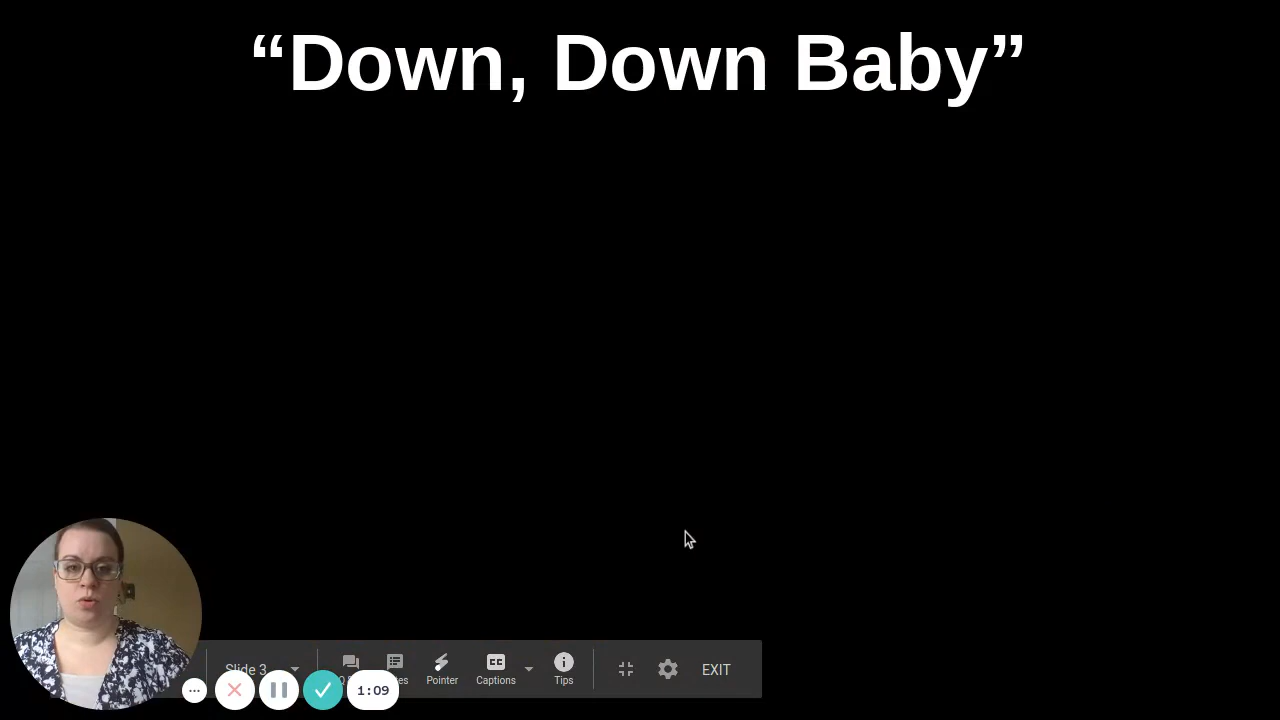 “Down, Down Baby”
Slide 3
Pointer
Captions
Tips
EXIT
1:09